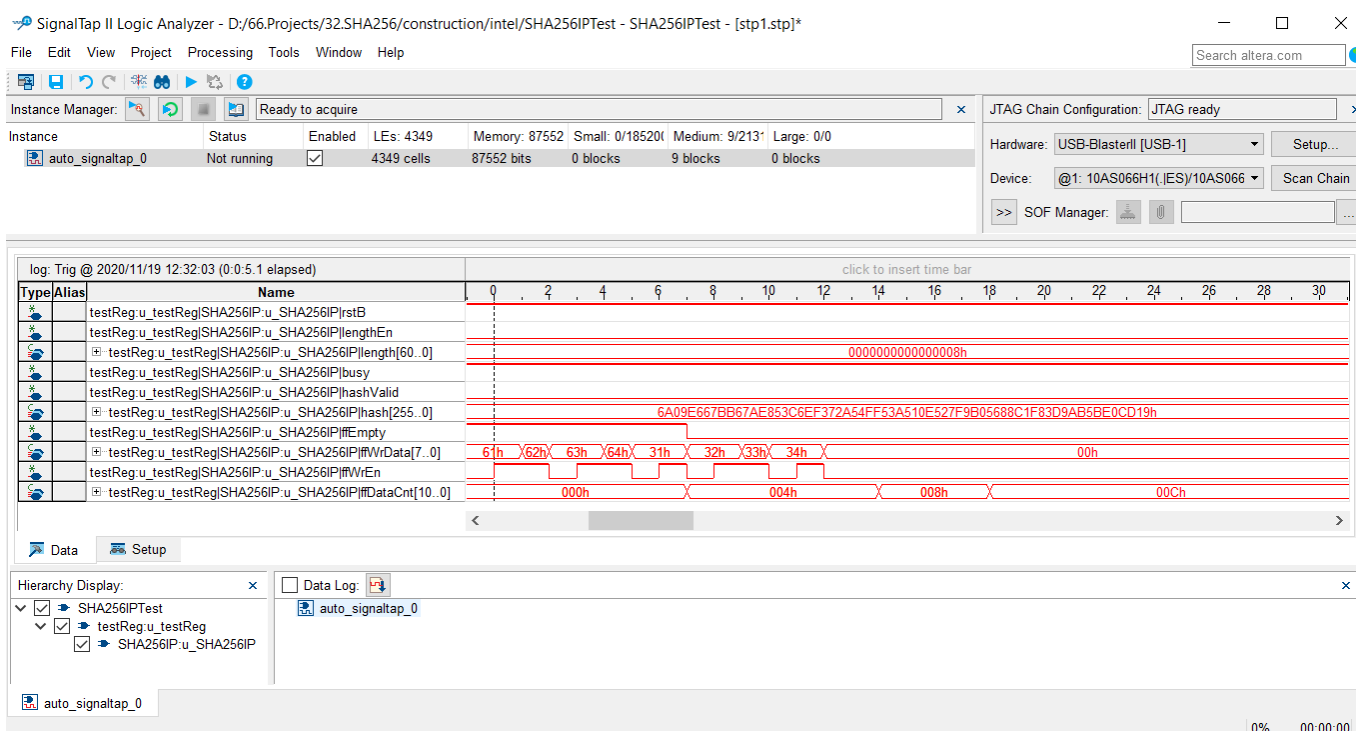 SignalTap II Logic Analyzer - D:/66.Projects/32.SHA256/construction/intel/SHA256IPTest - SHA256IPTest - [stp1.stp]*
File Edit View Project Processing Tools Window Help
Search altera.com
Instance Manager: Ready to acquire
JTAG Chain Configuration: JTAG ready
Instance Status Enabled LEs: 4349 Memory: 87552 Small: 0/18520( Medium: 9/2131 Large: 0/0
auto_signaltap_0 Not running 4349 cells 87552 bits 0 blocks 9 blocks 0 blocks
Hardware: USB-BlasterII [USB-1] Setup...
Device: @1: 10AS066H1(.|ES)/10AS066 Scan Chain
>> SOF Manager: ...
log: Trig @ 2020/11/19 12:32:03 (0:0:5.1 elapsed) click to insert time bar
Type Alias Name 0 2 4 6 8 10 12 14 16 18 20 22 24 26 28 30
testReg:u_testReg|SHA256IP:u_SHA256IP|rstB
testReg:u_testReg|SHA256IP:u_SHA256IP|lengthEn
testReg:u_testReg|SHA256IP:u_SHA256IP|length[60..0] 0000000000000008h
testReg:u_testReg|SHA256IP:u_SHA256IP|busy
testReg:u_testReg|SHA256IP:u_SHA256IP|hashValid
testReg:u_testReg|SHA256IP:u_SHA256IP|hash[255..0] 6A09E667BB67AE853C6EF372A54FF53A510E527F9B05688C1F83D9AB5BE0CD19h
testReg:u_testReg|SHA256IP:u_SHA256IP|ffEmpty
testReg:u_testReg|SHA256IP:u_SHA256IP|ffWrData[7..0] 61h 62h 63h 64h 31h 32h 33h 34h 00h
testReg:u_testReg|SHA256IP:u_SHA256IP|ffWrEn
testReg:u_testReg|SHA256IP:u_SHA256IP|ffDataCnt[10..0] 000h 004h 008h 00Ch
Data Setup
Hierarchy Display:
Data Log:
SHA256IPTest
auto_signaltap_0
testReg:u_testReg
SHA256IP:u_SHA256IP
auto_signaltap_0
0% 00:00:00